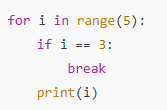 for i in range(5):
    if i == 3:
        break
    print(i)